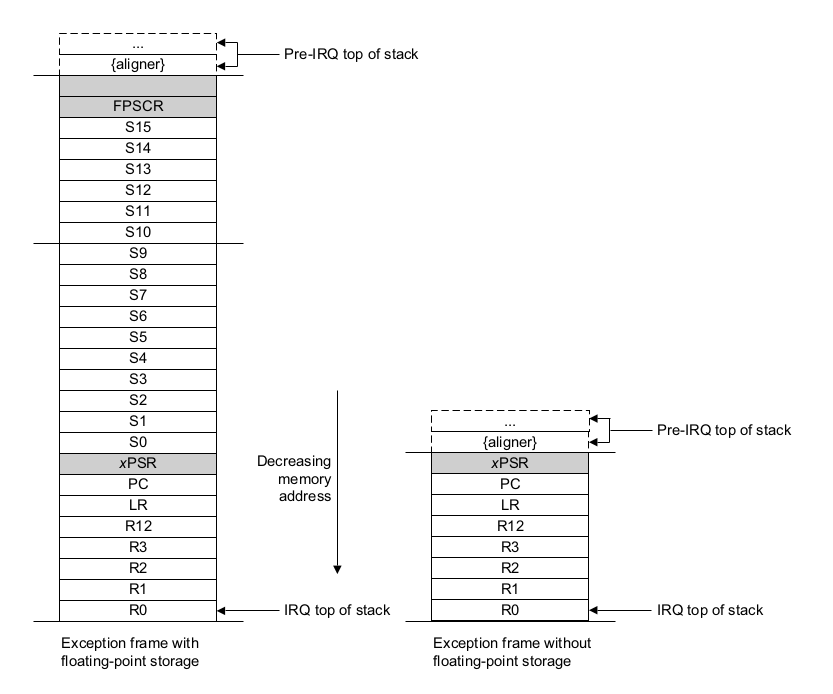 ...
Pre-IRQ top of stack
{aligner}
FPSCR
S15
S14
S13
S12
S11
S10
S9
S8
S7
S6
S5
S4
S3
S2
S1
S0
xPSR
PC
LR
R12
R3
R2
R1
R0
IRQ top of stack
Exception frame with
floating-point storage
Decreasing
memory
address
...
Pre-IRQ top of stack
{aligner}
xPSR
PC
LR
R12
R3
R2
R1
R0
IRQ top of stack
Exception frame without
floating-point storage